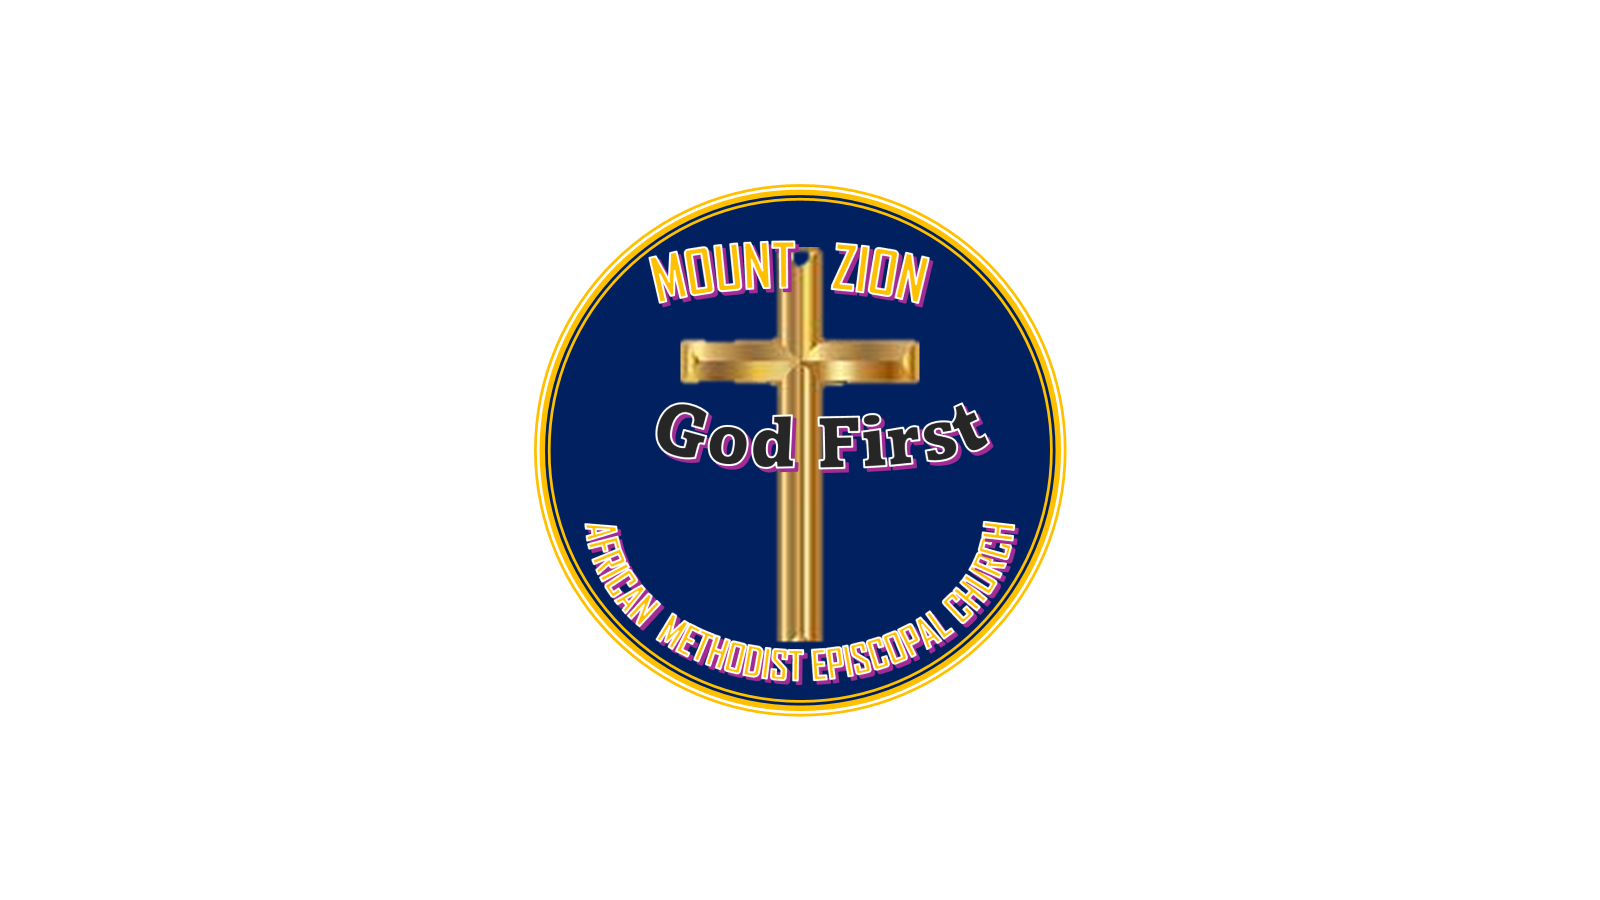 MOUNT ZION
God First
AFRICAN METHODIST EPISCOPAL CHURCH